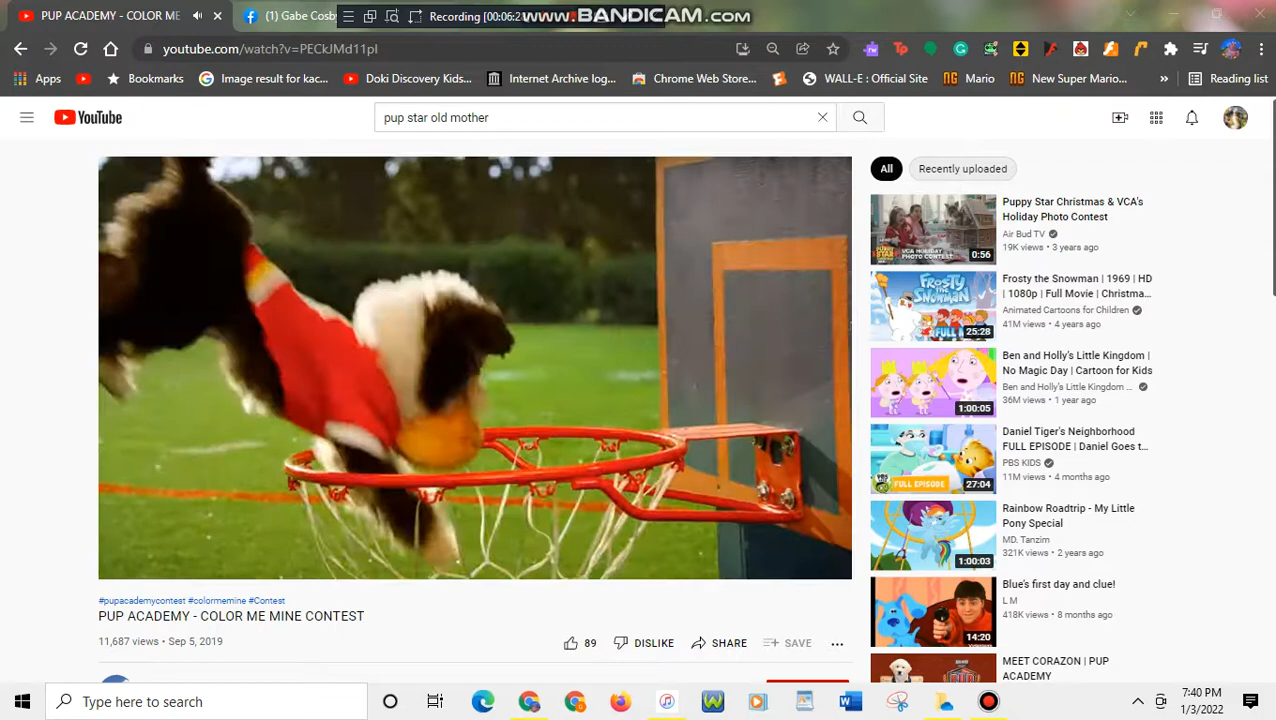 PUP ACADEMY - COLOR ME
(1) Gabe Cosb
Recording [00:06:2
www.BANDICAM.com
youtube.com/watch?v=PECkJMd11pI
Apps
Bookmarks
Image result for kac...
Doki Discovery Kids...
Internet Archive log...
Chrome Web Store...
WALL-E : Official Site
Mario
New Super Mario...
»
Reading list
YouTube
pup star old mother
All
Recently uploaded
Puppy Star Christmas & VCA's
Holiday Photo Contest
Air Bud TV
19K views • 3 years ago
VCA HOLIDAY
PHOTO CONTEST
0:56
Frosty the Snowman | 1969 | HD
| 1080p | Full Movie | Christma...
Animated Cartoons for Children
41M views • 4 years ago
FROSTY
THE
SNOWMAN
25:28
Ben and Holly's Little Kingdom |
No Magic Day | Cartoon for Kids
Ben and Holly's Little Kingdom ...
36M views • 1 year ago
1:00:05
Daniel Tiger's Neighborhood
FULL EPISODE | Daniel Goes t...
PBS KIDS
11M views • 4 months ago
FULL EPISODE
27:04
Rainbow Roadtrip - My Little
Pony Special
MD. Tanzim
321K views • 2 years ago
1:00:03
Blue's first day and clue!
L M
418K views • 8 months ago
14:20
MEET CORAZON | PUP
ACADEMY
#pupacademycontest #colormemine #Contest
PUP ACADEMY - COLOR ME MINE CONTEST
11,687 views • Sep 5, 2019
89
DISLIKE
SHARE
SAVE
Type here to search
7:40 PM
1/3/2022